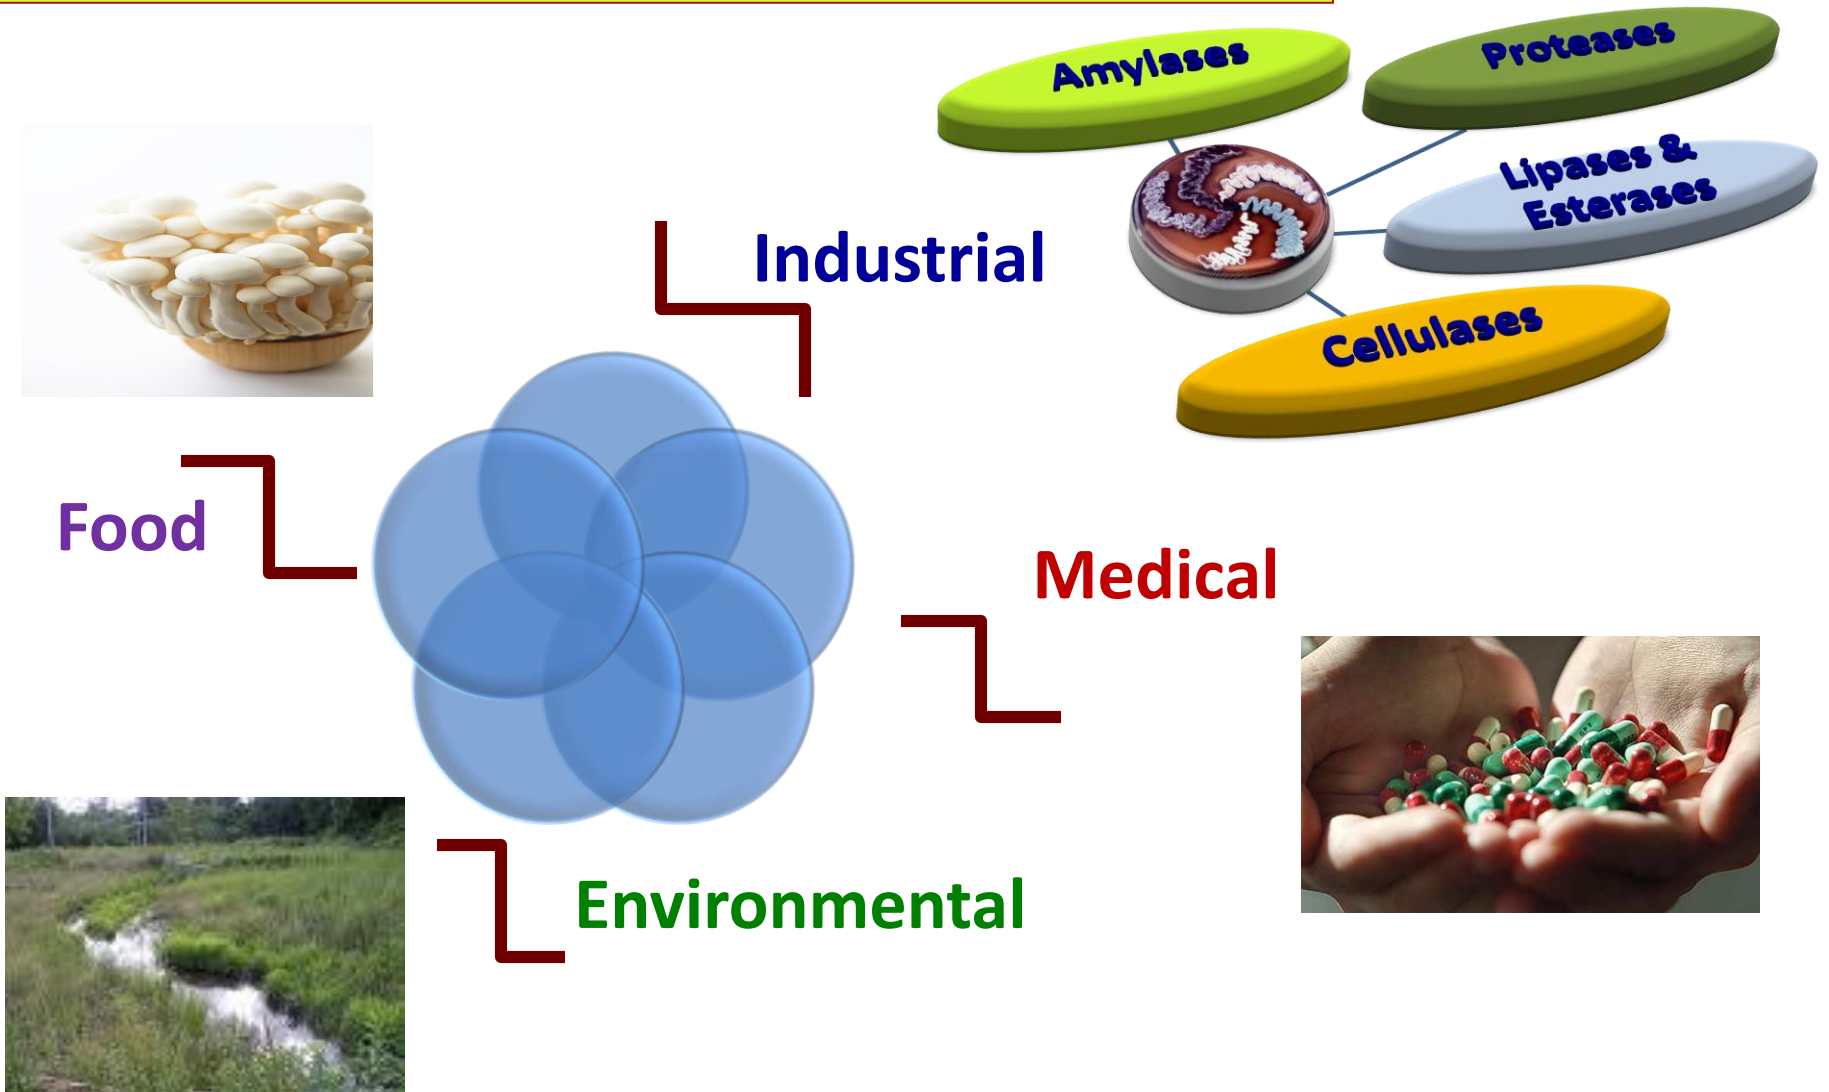 Amylases
Proteases
Lipases &
Esterases
Industrial
Cellulases
Food
Medical
Environmental